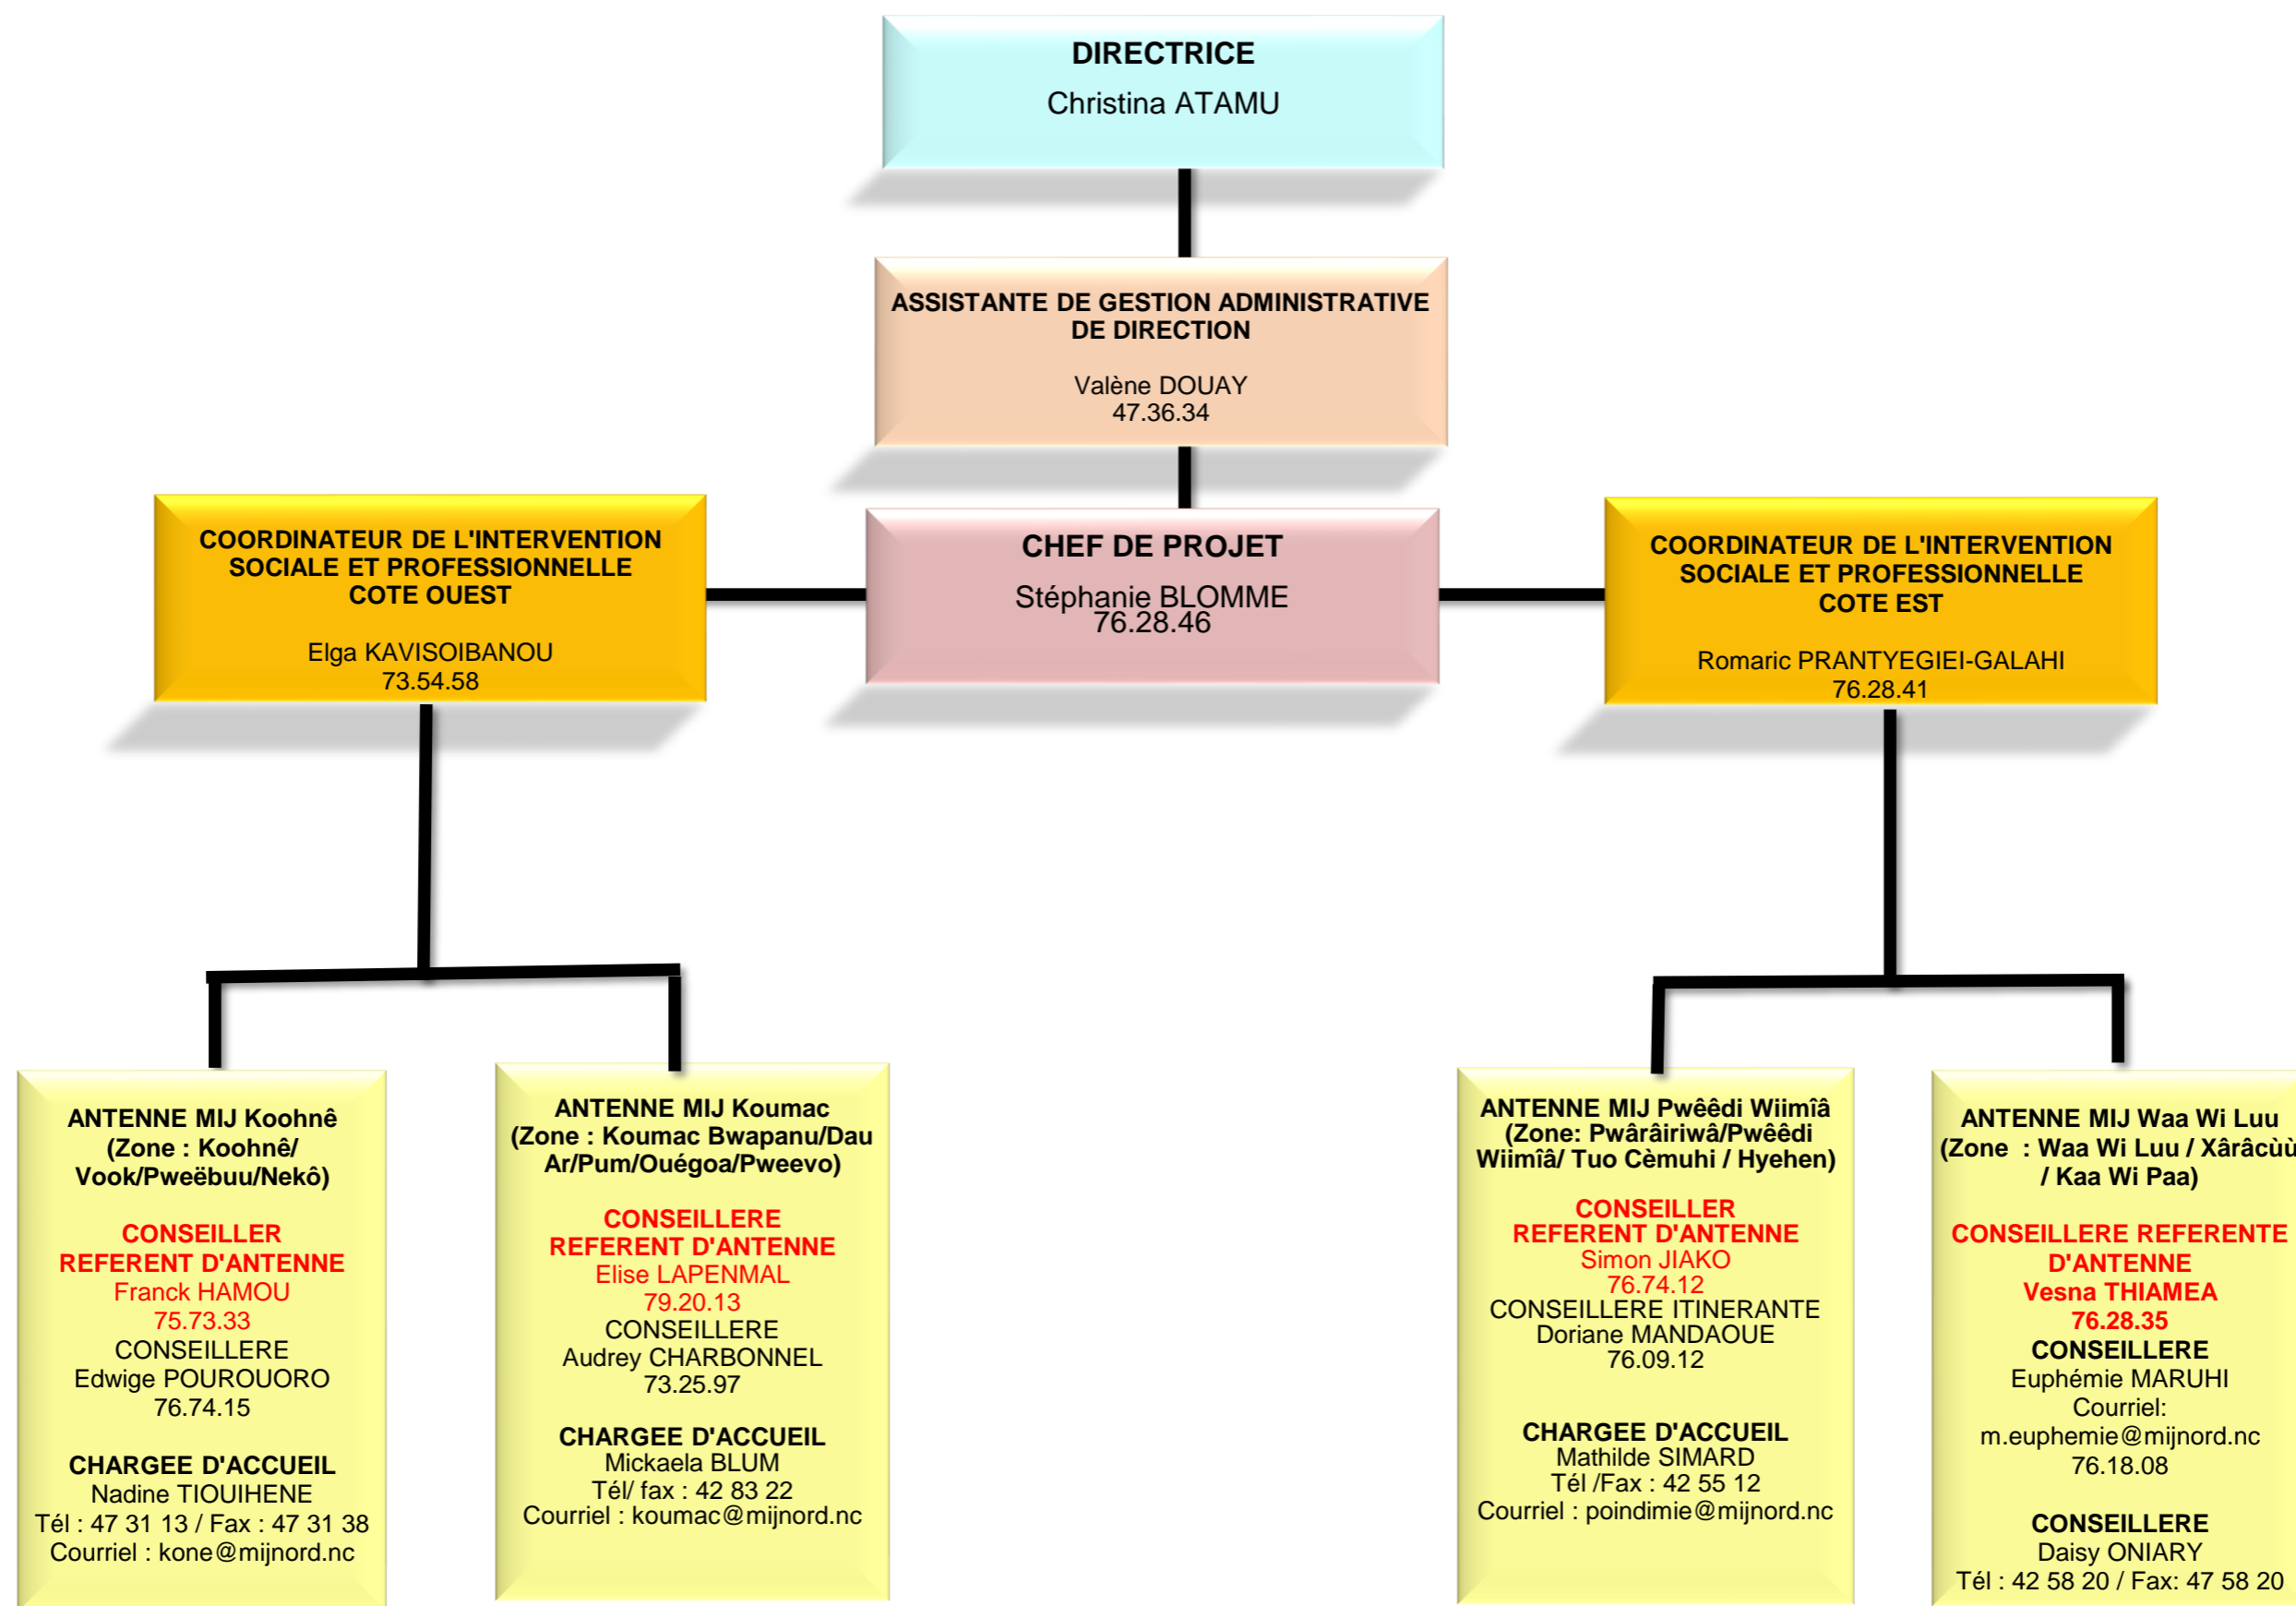 DIRECTRICE
Christina ATAMU
ASSISTANTE DE GESTION ADMINISTRATIVE
DE DIRECTION
Valène DOUAY
47.36.34
COORDINATEUR DE L'INTERVENTION
SOCIALE ET PROFESSIONNELLE
COTE OUEST
Elga KAVISOIBANOU
73.54.58
CHEF DE PROJET
Stéphanie BLOMME
76.28.46
COORDINATEUR DE L'INTERVENTION
SOCIALE ET PROFESSIONNELLE
COTE EST
Romaric PRANTYEGIEI-GALAHI
76.28.41
ANTENNE MIJ Koohnê
(Zone : Koohnê/
Vook/Pweëbuu/Nekô)
CONSEILLER
REFERENT D'ANTENNE
Franck HAMOU
75.73.33
CONSEILLERE
Edwige POUROUORO
76.74.15
CHARGEE D'ACCUEIL
Nadine TIOUIHENE
Tél : 47 31 13 / Fax : 47 31 38
Courriel : kone@mijnord.nc
ANTENNE MIJ Koumac
(Zone : Koumac Bwapanu/Dau
Ar/Pum/Ouégoa/Pweevo)
CONSEILLERE
REFERENT D'ANTENNE
Elise LAPENMAL
79.20.13
CONSEILLERE
Audrey CHARBONNEL
73.25.97
CHARGEE D'ACCUEIL
Mickaela BLUM
Tél/ fax : 42 83 22
Courriel : koumac@mijnord.nc
ANTENNE MIJ Pwêêdi Wiimîâ
(Zone: Pwârâiriwâ/Pwêêdi
Wiimîâ/ Tuo Cèmuhi / Hyehen)
CONSEILLER
REFERENT D'ANTENNE
Simon JIAKO
76.74.12
CONSEILLERE ITINERANTE
Doriane MANDAOUE
76.09.12
CHARGEE D'ACCUEIL
Mathilde SIMARD
Tél /Fax : 42 55 12
Courriel : poindimie@mijnord.nc
ANTENNE MIJ Waa Wi Luu
(Zone : Waa Wi Luu / Xârâcùù
/ Kaa Wi Paa)
CONSEILLERE REFERENTE
D'ANTENNE
Vesna THIAMEA
76.28.35
CONSEILLERE
Euphémie MARUHI
Courriel:
m.euphemie@mijnord.nc
76.18.08
CONSEILLERE
Daisy ONIARY
Tél : 42 58 20 / Fax: 47 58 20